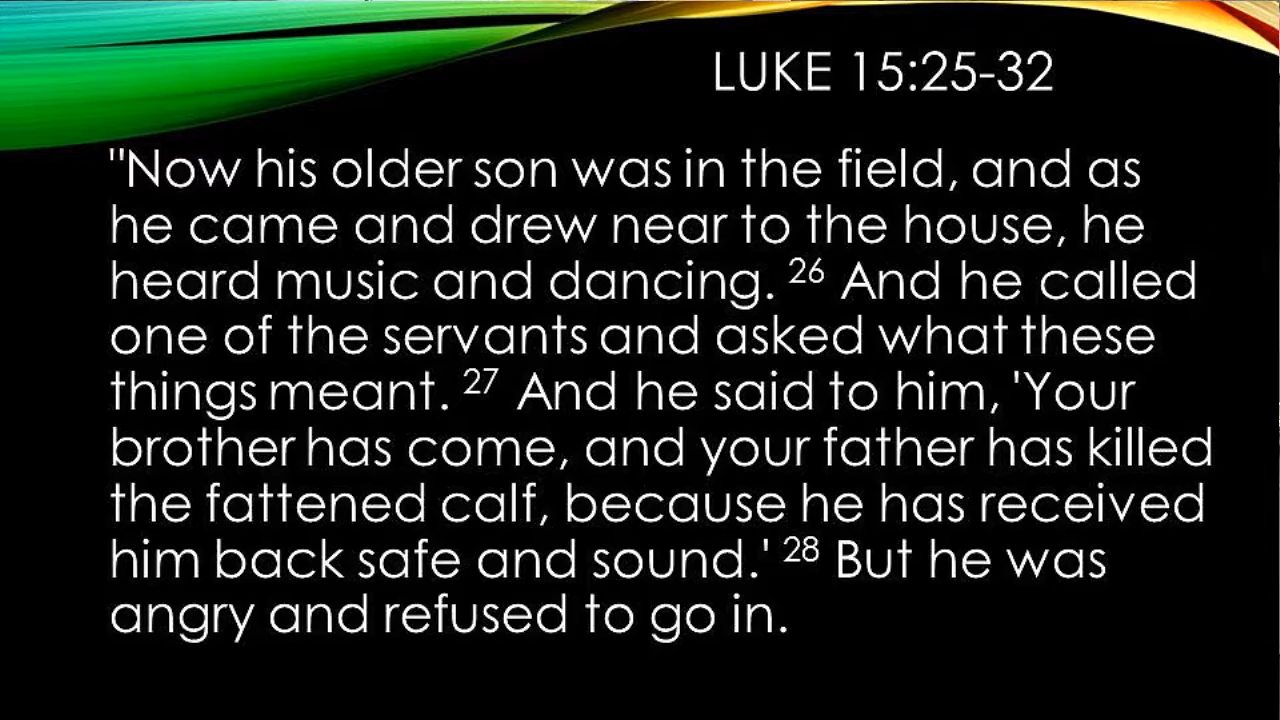 LUKE 15:25-32
"Now his older son was in the field, and as
he came and drew near to the house, he
heard music and dancing. 26 And he called
one of the servants and asked what these
things meant. 27 And he said to him, 'Your
brother has come, and your father has killed
the fattened calf, because he has received
him back safe and sound.' 28 But he was
angry and refused to go in.